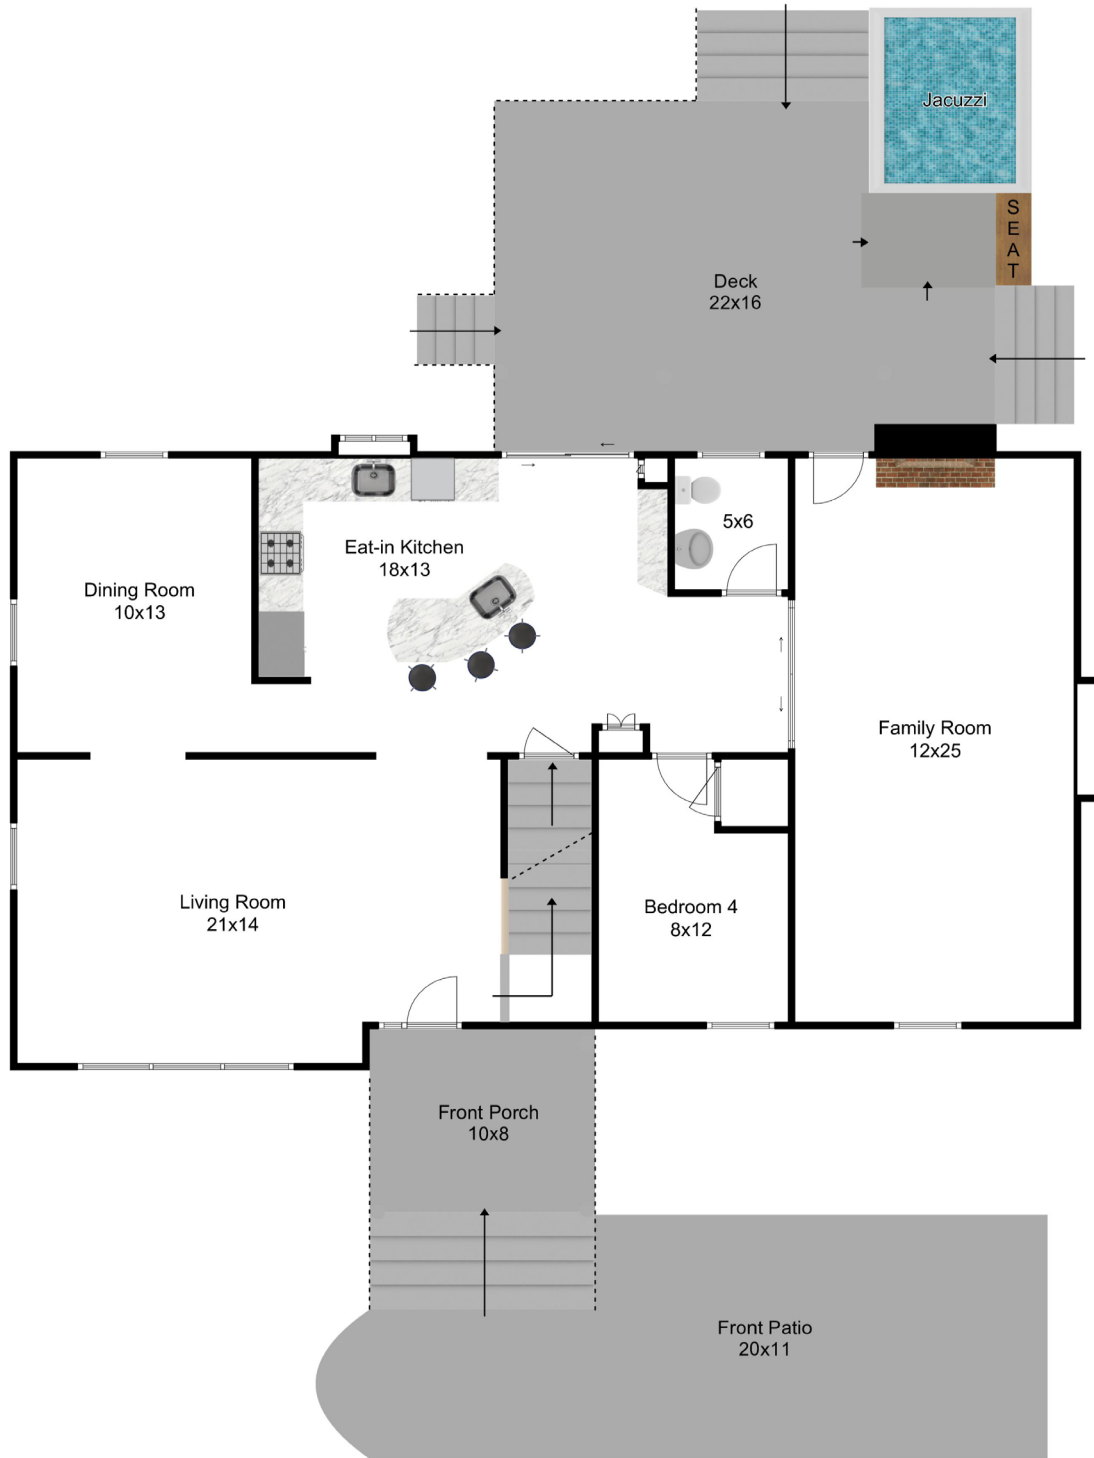 Jacuzzi
S
E
A
T
Deck
22x16
5x6
Eat-in Kitchen
18x13
Dining Room
10x13
Family Room
12x25
Living Room
21x14
Bedroom 4
8x12
Front Porch
10x8
Front Patio
20x11